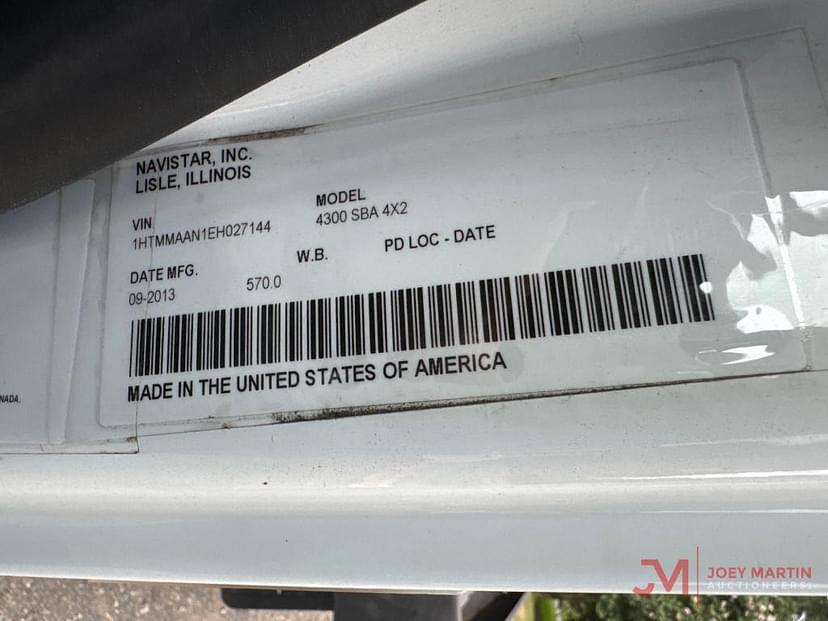 NAVISTAR, INC.
LISLE, ILLINOIS
VIN
1HTMMAAN1EH027144
MODEL
4300 SBA 4X2
DATE MFG.
09-2013
W.B.
570.0
PD LOC - DATE
MADE IN THE UNITED STATES OF AMERICA
NADA.
JM
JOEY MARTIN
AUCTIONEERS